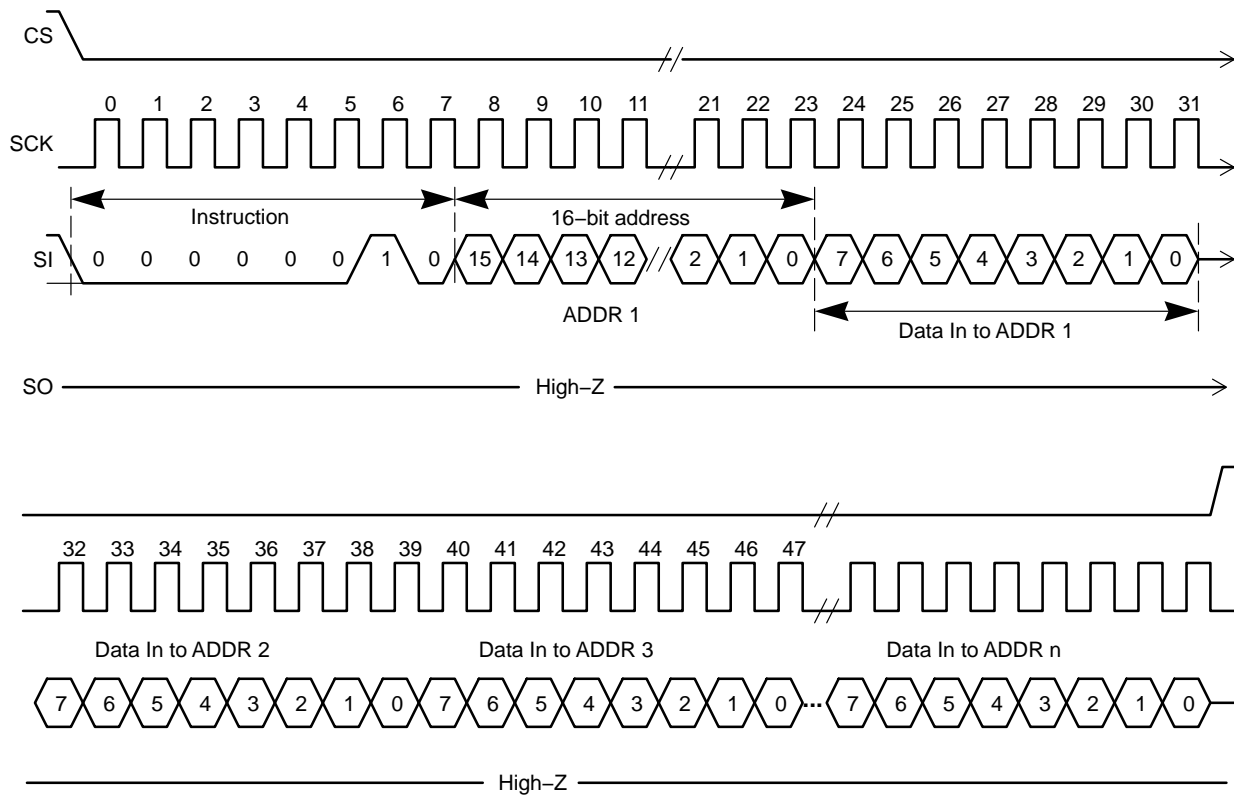 CS
0 1 2 3 4 5 6 7 8 9 10 11 21 22 23 24 25 26 27 28 29 30 31
SCK
Instruction 16−bit address
SI 0 0 0 0 0 0 1 0 15 14 13 12 2 1 0 7 6 5 4 3 2 1 0
ADDR 1
Data In to ADDR 1
SO High−Z
32 33 34 35 36 37 38 39 40 41 42 43 44 45 46 47
Data In to ADDR 2 Data In to ADDR 3 Data In to ADDR n
7 6 5 4 3 2 1 0 7 6 5 4 3 2 1 0 ... 7 6 5 4 3 2 1 0
High−Z